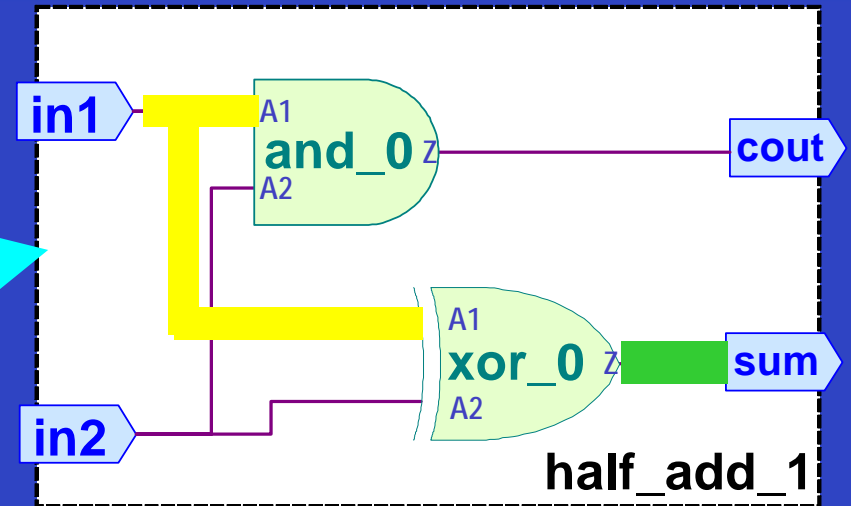 in1
A1
and_0 Z
A2
cout
A1
xor_0 Z
A2
sum
in2
half_add_1